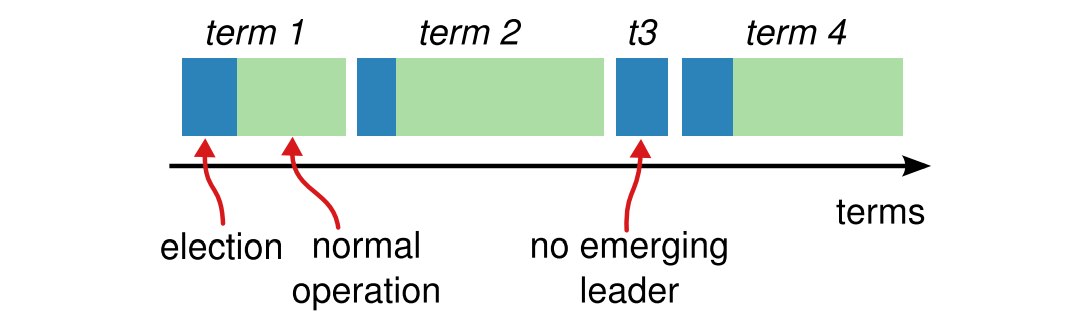 term 1
term 2
t3
term 4
terms
election
normal
operation
no emerging
leader